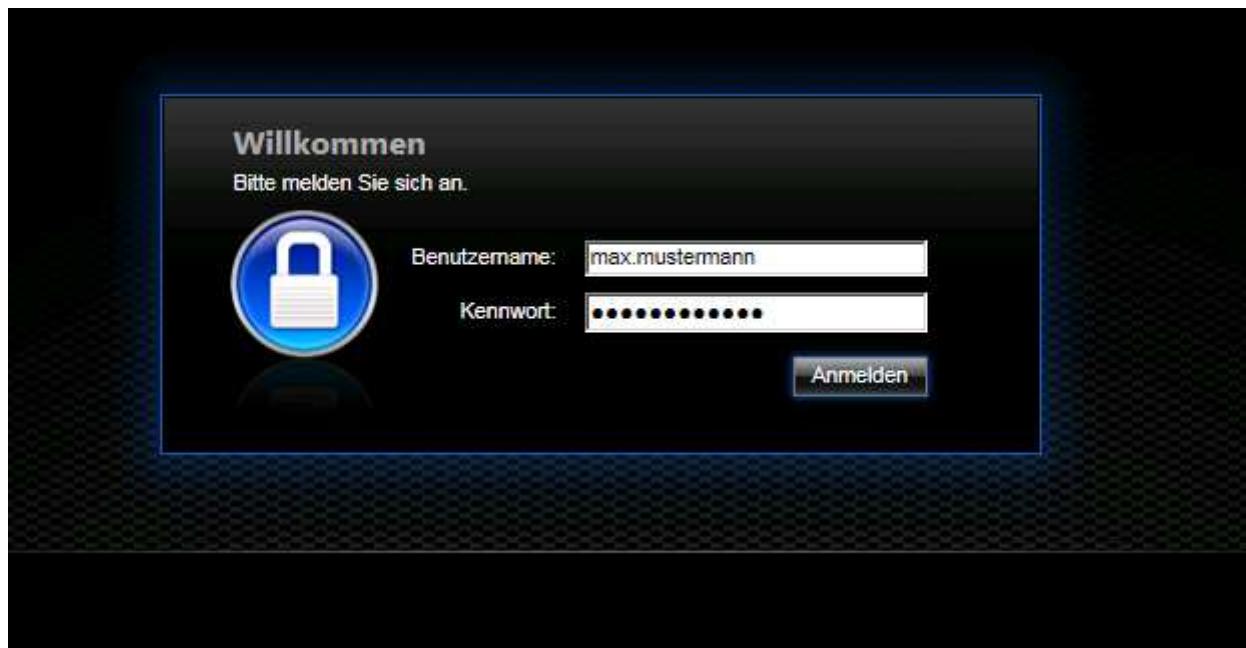 Willkommen
Bitte melden Sie sich an.
Benutzername: max.mustermann
Kennwort: ●●●●●●●●●●●●
Anmelden